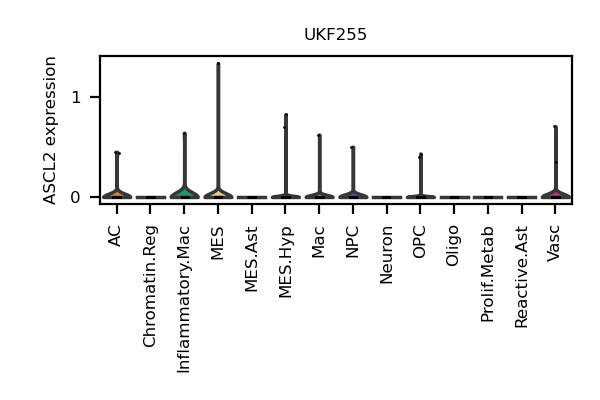 UKF255
ASCL2 expression
1
0
AC
Chromatin.Reg
Inflammatory.Mac
MES
MES.Ast
MES.Hyp
Mac
NPC
Neuron
OPC
Oligo
Prolif.Metab
Reactive.Ast
Vasc